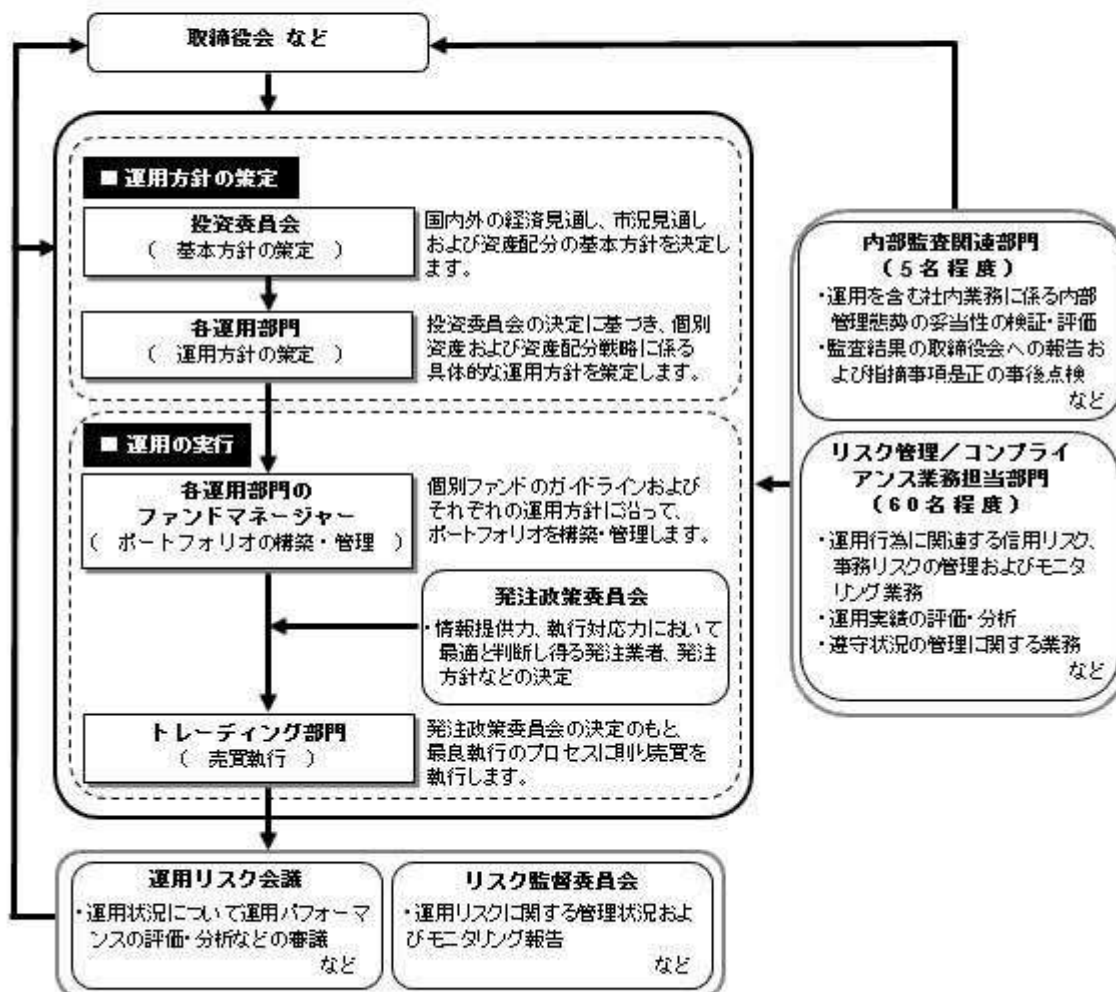 取締役会 など
■ 運用方針の策定
投資委員会
( 基本方針の策定 )
国内外の経済見通し、市況見通し
および資産配分の基本方針を決定し
ます。
各運用部門
( 運用方針の策定 )
投資委員会の決定に基づき、個別
資産および資産配分戦略に係る
具体的な運用方針を策定します。
■ 運用の実行
各運用部門の
ファンドマネージャー
( ポートフォリオの構築・管理 )
個別ファンドのガイドラインおよび
それぞれの運用方針に沿って、
ポートフォリオを構築・管理します。
発注政策委員会
・情報提供力、執行対応力において
最適と判断し得る発注業者、発注
方針などの決定
トレーディング部門
( 売買執行 )
発注政策委員会の決定のもと
最良執行のプロセスに則り売買を
執行します。
内部監査関連部門
(5名程度)
・運用を含む社内業務に係る内部
管理態勢の妥当性の検証・評価
・監査結果の取締役会への報告お
よび指摘事項是正の事後点検
など
リスク管理/コンプライ
アンス業務担当部門
(60名程度)
・運用行為に関連する信用リスク、
事務リスクの管理およびモニタ
リング業務
・運用実績の評価・分析
・遵守状況の管理に関する業務
など
運用リスク会議
・運用状況について運用パフォーマ
ンスの評価・分析などの審議
など
リスク監督委員会
・運用リスクに関する管理状況およ
びモニタリング報告
など